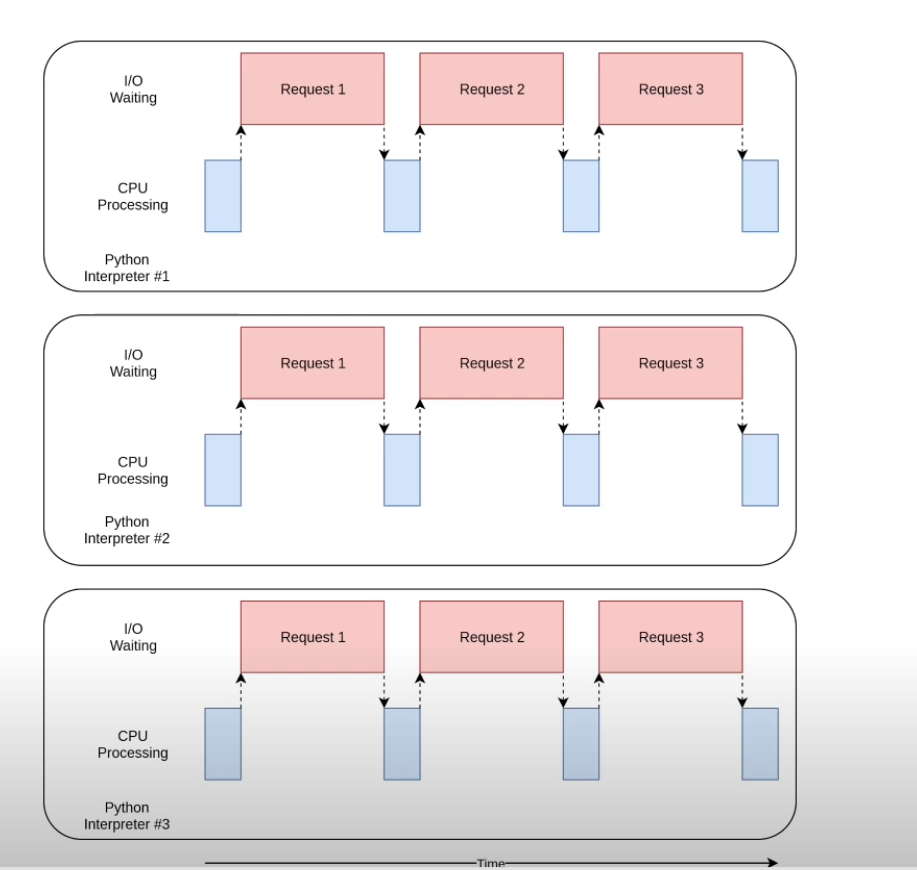 I/O
Waiting
Request 1
Request 2
Request 3
CPU
Processing
Python
Interpreter #1
I/O
Waiting
Request 1
Request 2
Request 3
CPU
Processing
Python
Interpreter #2
I/O
Waiting
Request 1
Request 2
Request 3
CPU
Processing
Python
Interpreter #3
Time